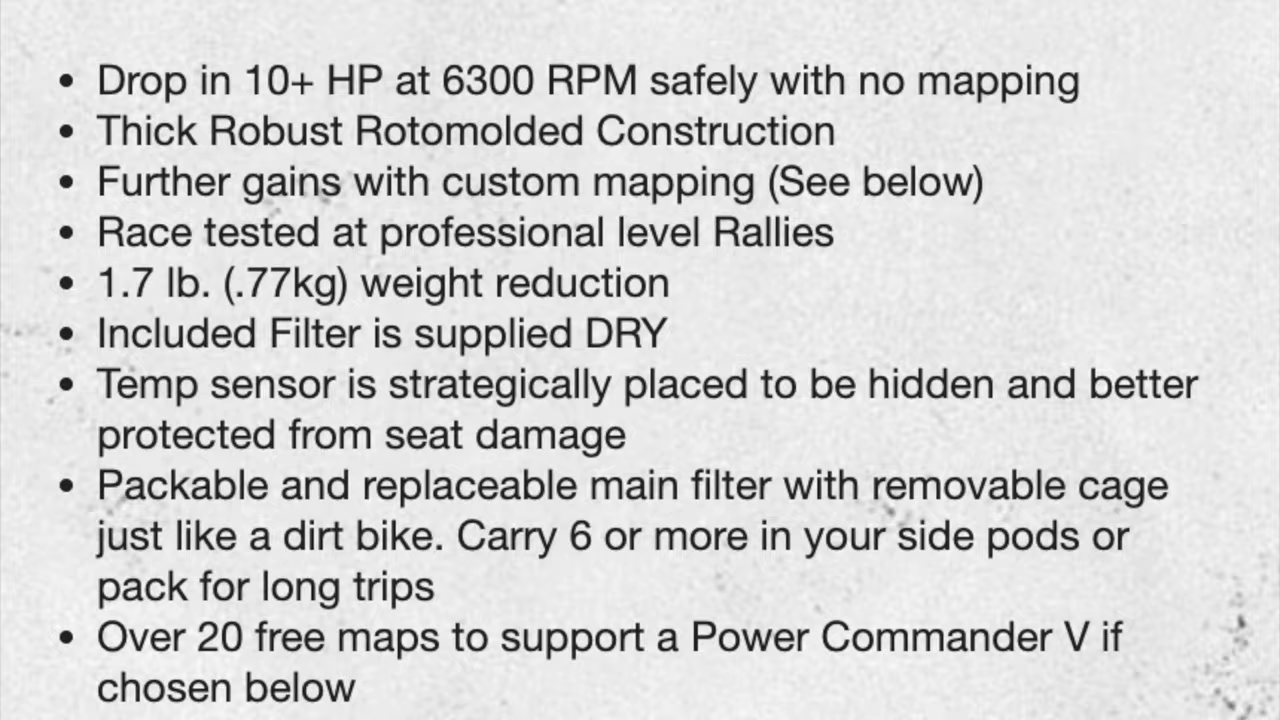 • Drop in 10+ HP at 6300 RPM safely with no mapping
• Thick Robust Rotomolded Construction
• Further gains with custom mapping (See below)
• Race tested at professional level Rallies
• 1.7 lb. (.77kg) weight reduction
• Included Filter is supplied DRY
• Temp sensor is strategically placed to be hidden and better
protected from seat damage
• Packable and replaceable main filter with removable cage
just like a dirt bike. Carry 6 or more in your side pods or
pack for long trips
• Over 20 free maps to support a Power Commander V if
chosen below